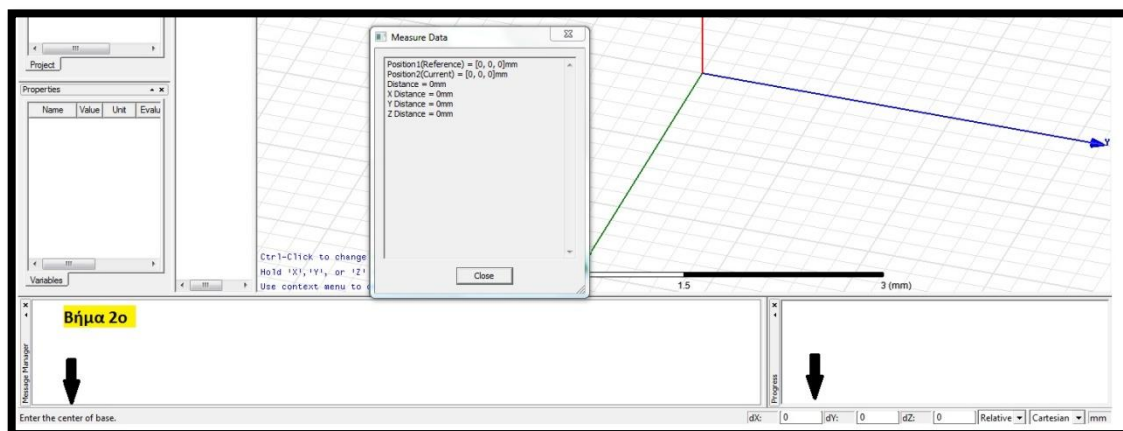 Project
Properties
Name Value Unit Evalu
Variables
Measure Data
Position1(Reference) = [0, 0, 0]mm
Position2(Current) = [0, 0, 0]mm
Distance = 0mm
X Distance = 0mm
Y Distance = 0mm
Z Distance = 0mm
Close
Y
Ctrl-Click to change
Hold 'X', 'Y', or 'Z'
Use context menu to
1.5 3 (mm)
Message Manager
Βήμα 2ο
Progress
Enter the center of base.
dX: 0 dY: 0 dZ: 0 Relative Cartesian mm